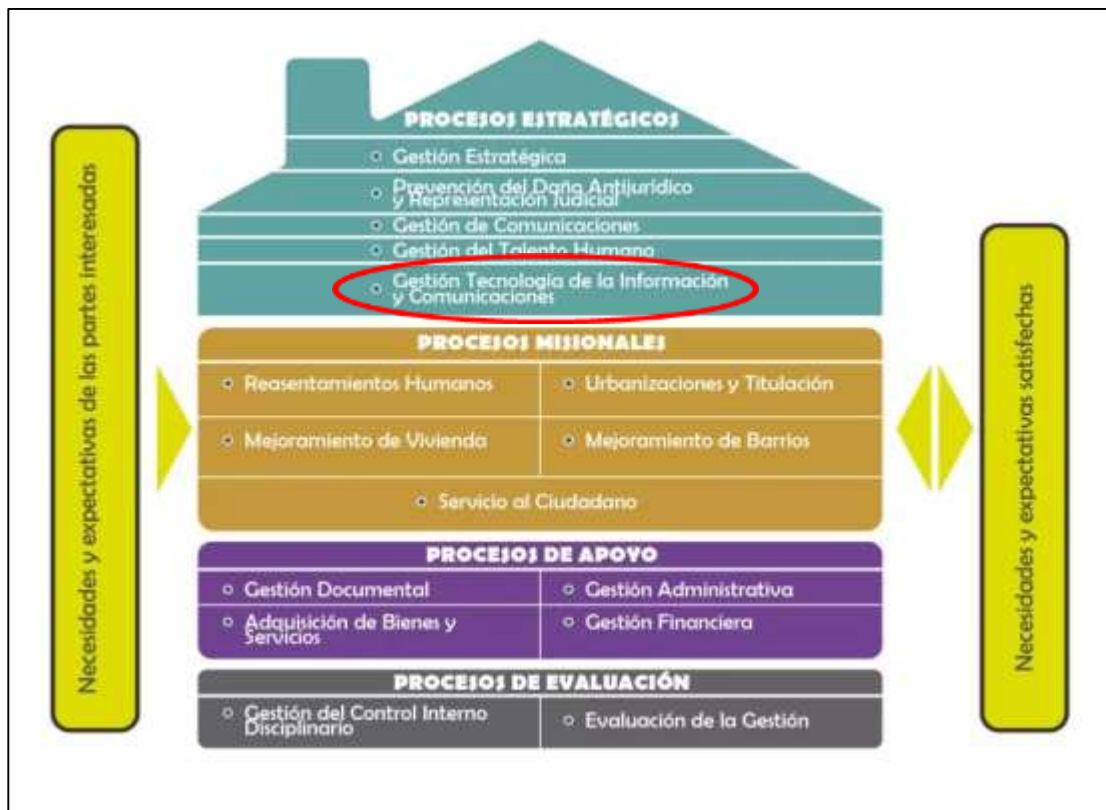 Necesidades y expectativas de las partes interesadas
PROCESOS ESTRATÉGICOS
Gestión Estratégica
Prevención del Daño Antijurídico
y Representación Judicial
Gestión de Comunicaciones
Gestión del Talento Humano
Gestión Tecnología de la Información
y Comunicaciones
PROCESOS MISIONALES
Reasentamientos Humanos
Urbanizaciones y Titulación
Mejoramiento de Vivienda
Mejoramiento de Barrios
Servicio al Ciudadano
PROCESOS DE APOYO
Gestión Documental
Gestión Administrativa
Adquisición de Bienes y
Servicios
Gestión Financiera
PROCESOS DE EVALUACIÓN
Gestión del Control Interno
Disciplinario
Evaluación de la Gestión
Necesidades y expectativas satisfechas